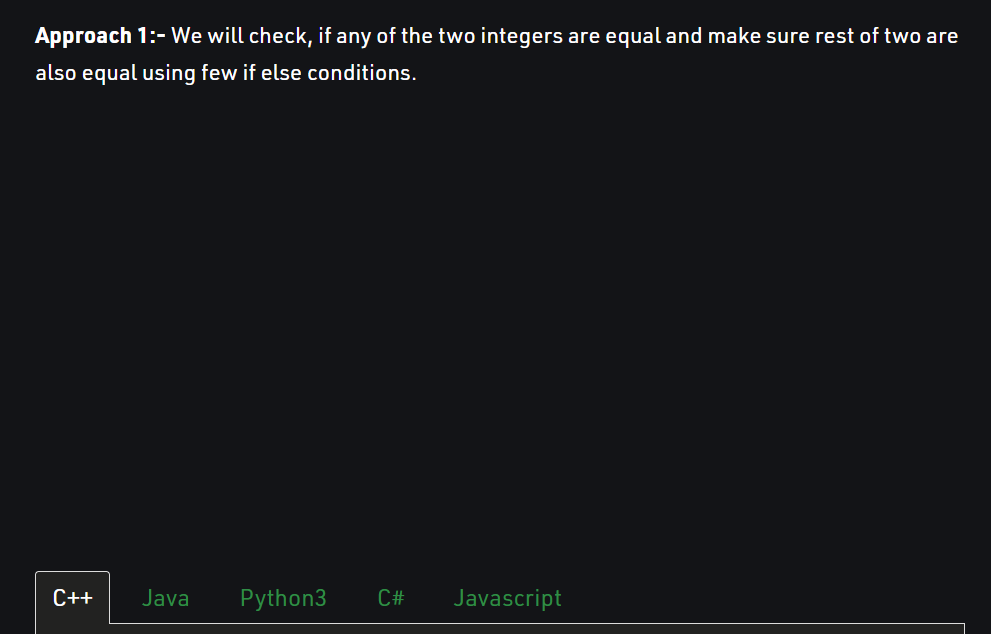 Approach 1:- We will check, if any of the two integers are equal and make sure rest of two are
also equal using few if else conditions.
C++ Java Python3 C# Javascript